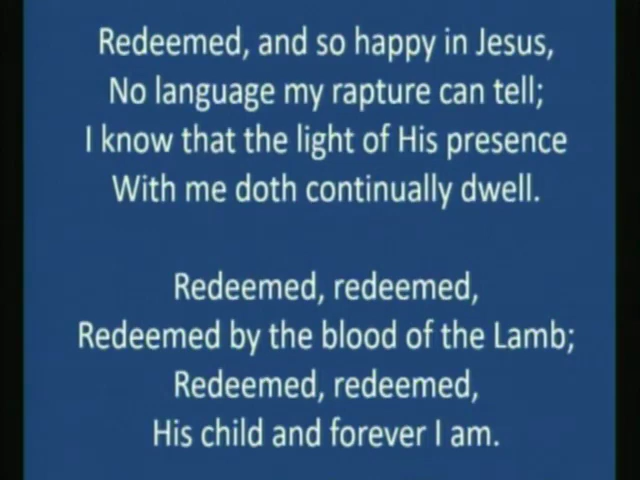 Redeemed, and so happy in Jesus,
No language my rapture can tell;
I know that the light of His presence
With me doth continually dwell.

Redeemed, redeemed,
Redeemed by the blood of the Lamb;
Redeemed, redeemed,
His child and forever I am.